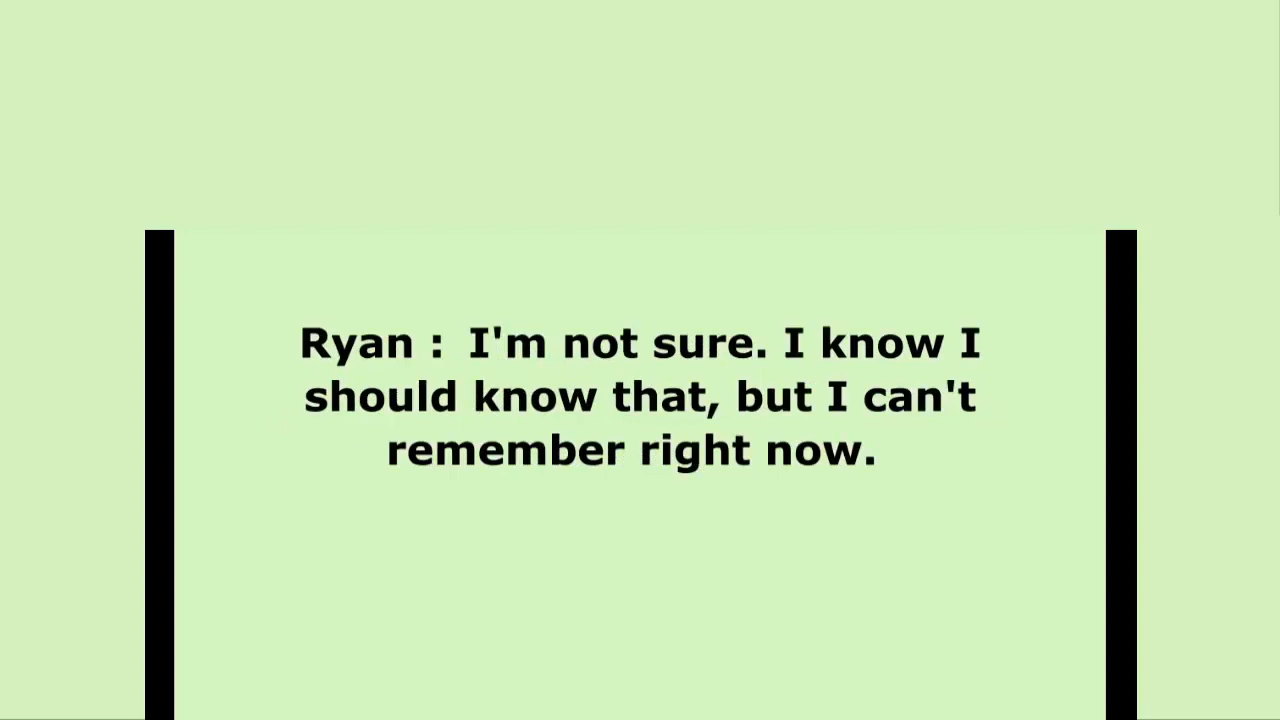 Ryan :  I'm not sure. I know I
should know that, but I can't
remember right now.